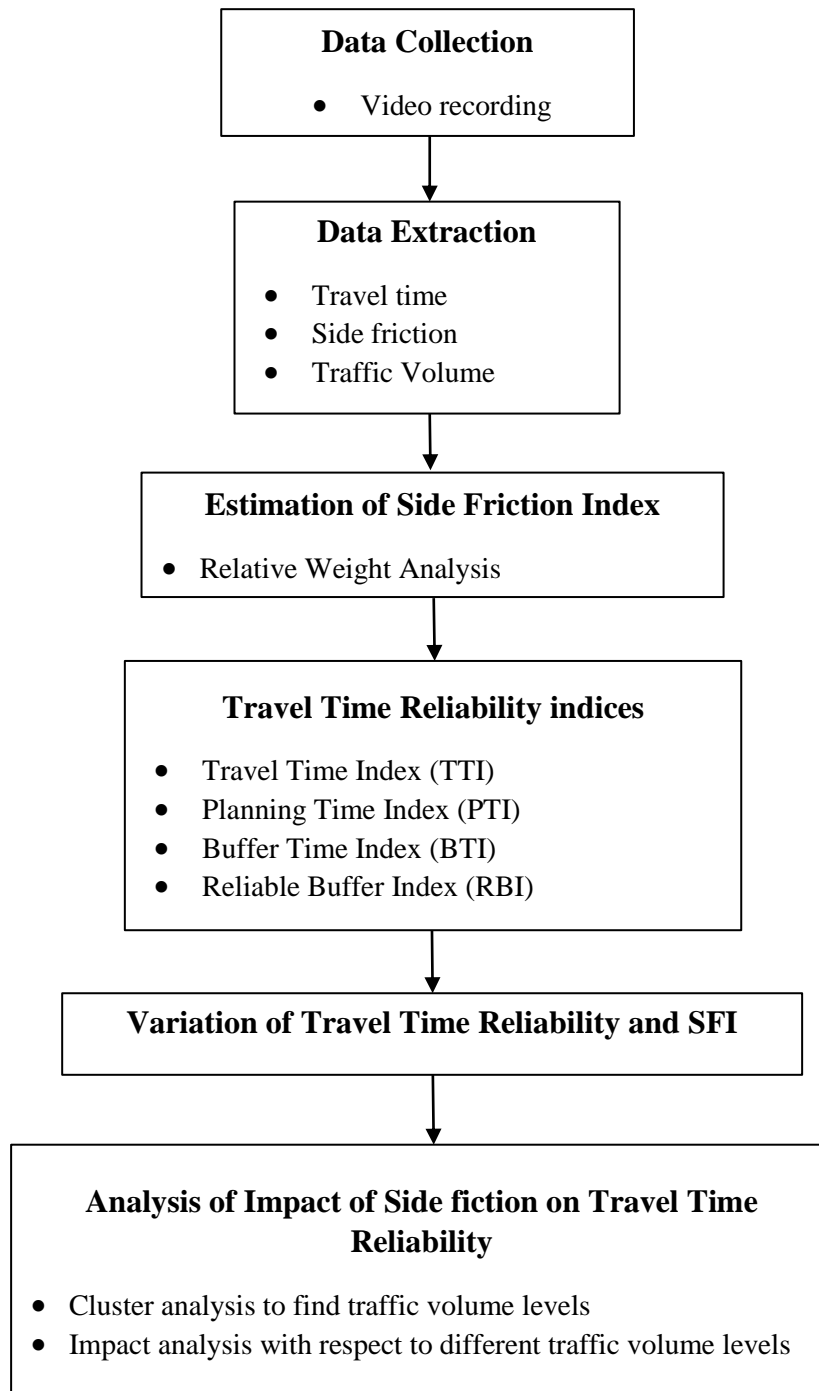 Data Collection
• Video recording
Data Extraction
• Travel time
• Side friction
• Traffic Volume
Estimation of Side Friction Index
• Relative Weight Analysis
Travel Time Reliability indices
• Travel Time Index (TTI)
• Planning Time Index (PTI)
• Buffer Time Index (BTI)
• Reliable Buffer Index (RBI)
Variation of Travel Time Reliability and SFI
Analysis of Impact of Side fiction on Travel Time
Reliability
• Cluster analysis to find traffic volume levels
• Impact analysis with respect to different traffic volume levels